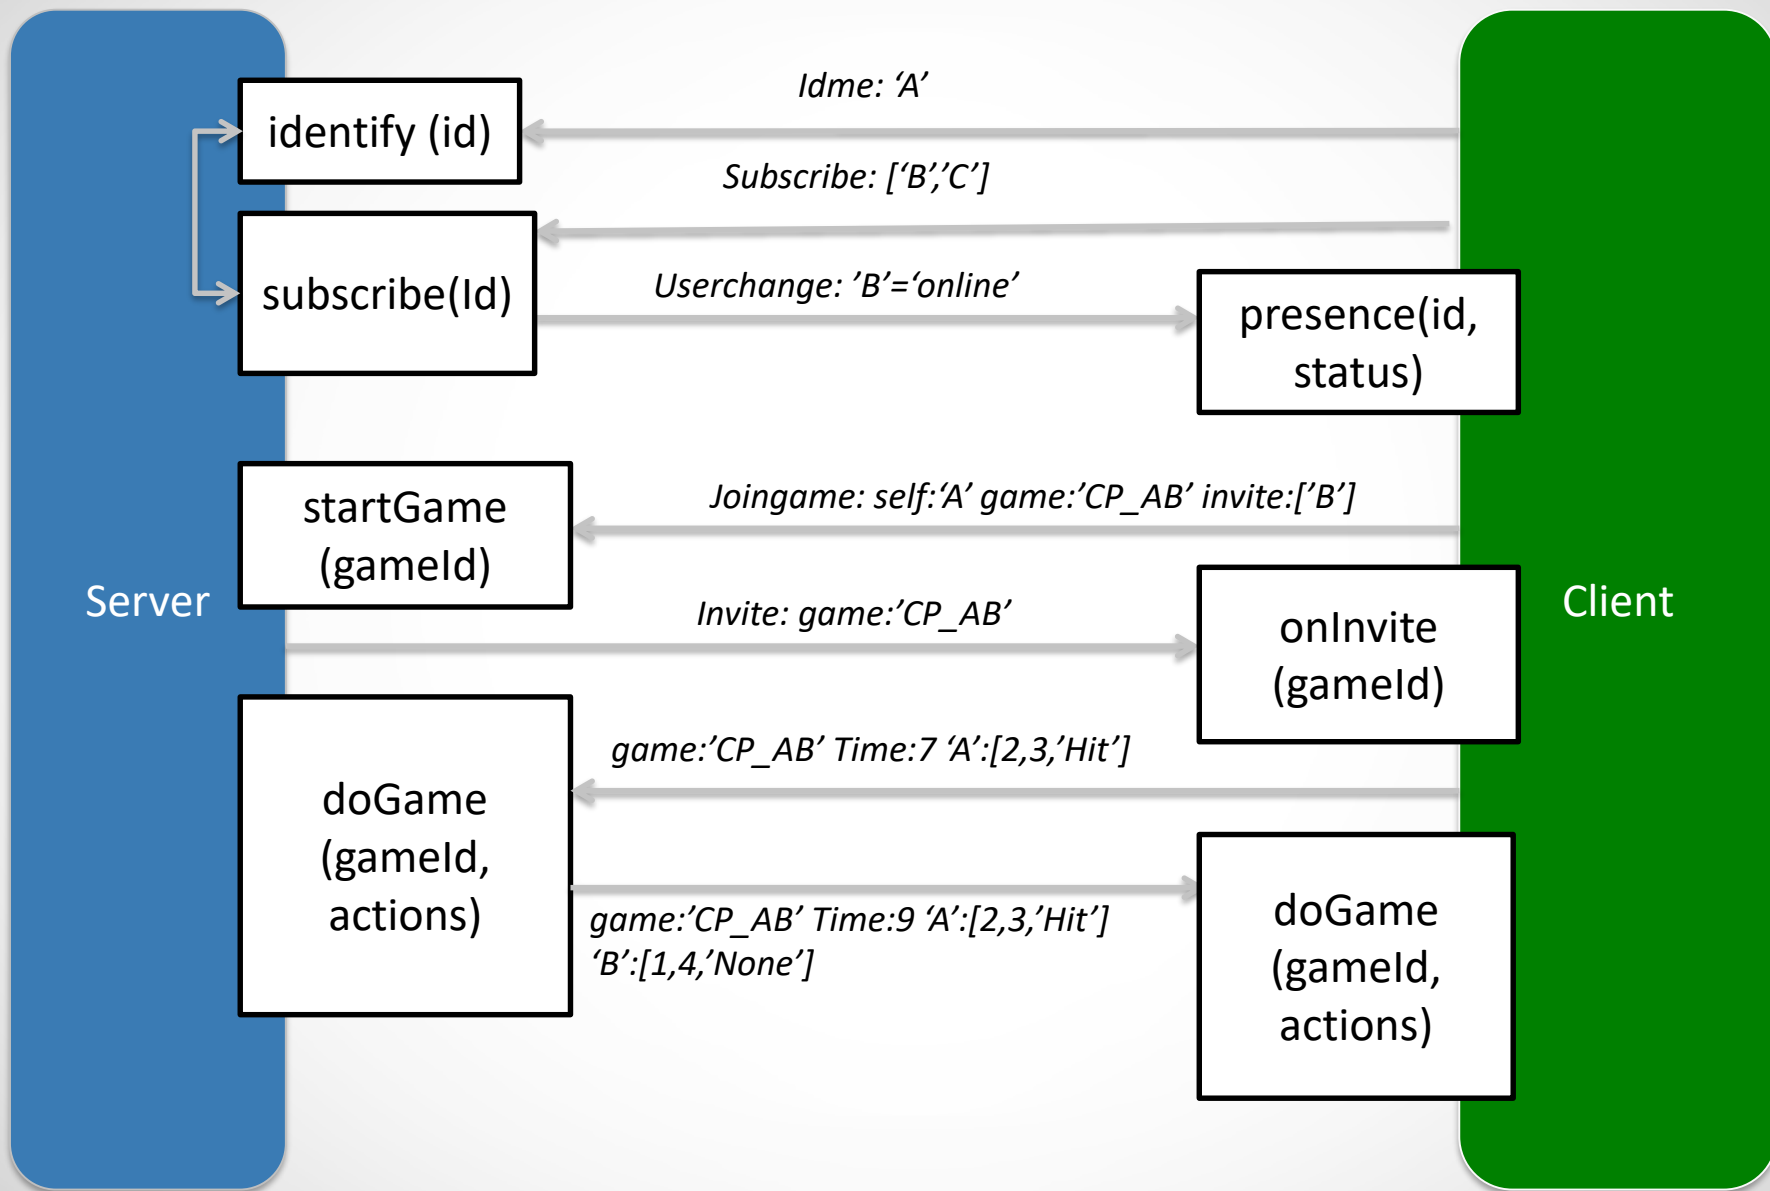 Idme: ‘A’
identify (id)
Subscribe: [‘B’,’C’]
subscribe(Id)
Userchange: ’B’=‘online’
presence(id,
status)
Joingame: self:‘A’ game:’CP_AB’ invite:[’B’]
startGame
(gameId)
Server
Client
Invite: game:’CP_AB’
onInvite
(gameId)
game:’CP_AB’ Time:7 ‘A’:[2,3,’Hit’]
doGame
(gameId,
actions)
game:’CP_AB’ Time:9 ‘A’:[2,3,’Hit’]
‘B’:[1,4,’None’]
doGame
(gameId,
actions)